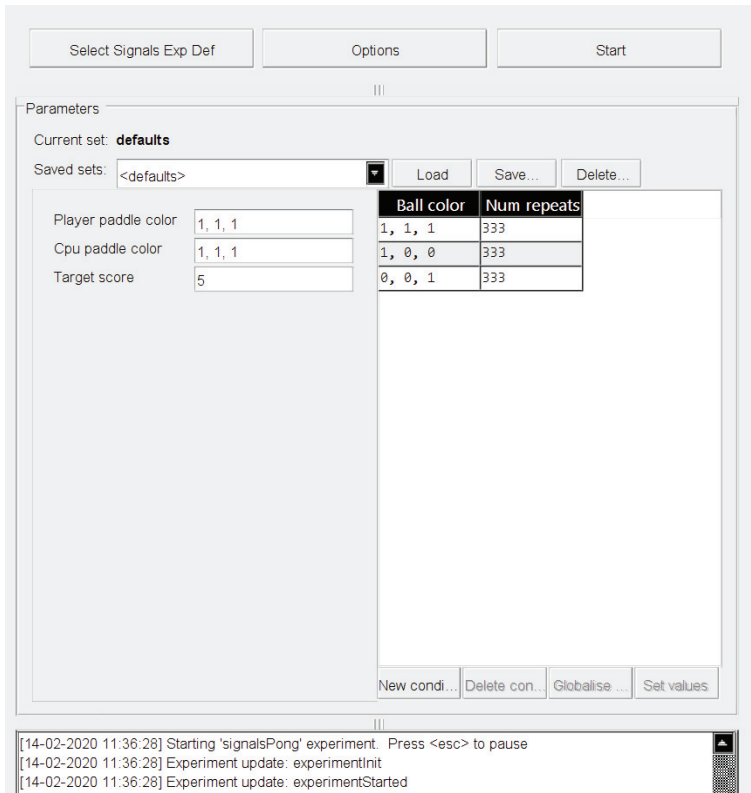 Select Signals Exp Def Options Start
Parameters
Current set: defaults
Saved sets: <defaults> Load Save... Delete...
Ball color Num repeats
Player paddle color 1, 1, 1 1, 1, 1 333
Cpu paddle color 1, 1, 1 1, 0, 0 333
Target score 5 0, 0, 1 333
New condi... Delete con... Globalise ... Set values
[14-02-2020 11:36:28] Starting 'signalsPong' experiment. Press <esc> to pause
[14-02-2020 11:36:28] Experiment update: experimentInit
[14-02-2020 11:36:28] Experiment update: experimentStarted